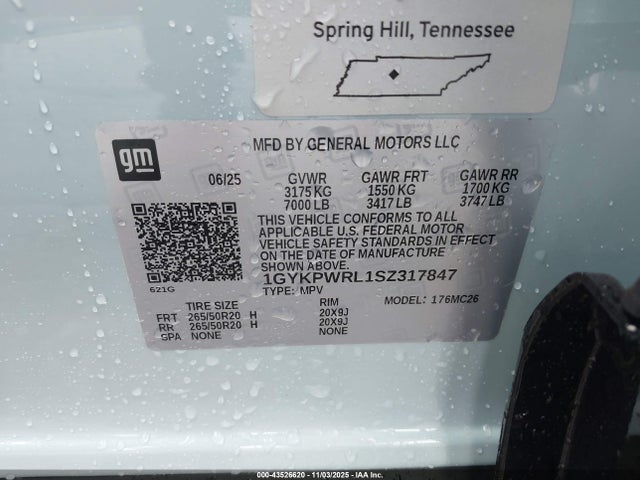 Spring Hill, Tennessee
gm
MFD BY GENERAL MOTORS LLC
06/25 GVWR GAWR FRT GAWR RR
3175 KG 1550 KG 1700 KG
7000 LB 3417 LB 3747 LB
THIS VEHICLE CONFORMS TO ALL
APPLICABLE U.S. FEDERAL MOTOR
VEHICLE SAFETY STANDARDS IN EFFECT
ON THE DATE OF MANUFACTURE
SHOWN ABOVE.
1GYKPWRL1SZ317847
621G TYPE: MPV
TIRE SIZE RIM MODEL: 176MC26
FRT 265/50R20 H 20X9J
RR 265/50R20 H 20X9J
SPA NONE NONE
000-43526620 - 11/03/2025 - IAA Inc.